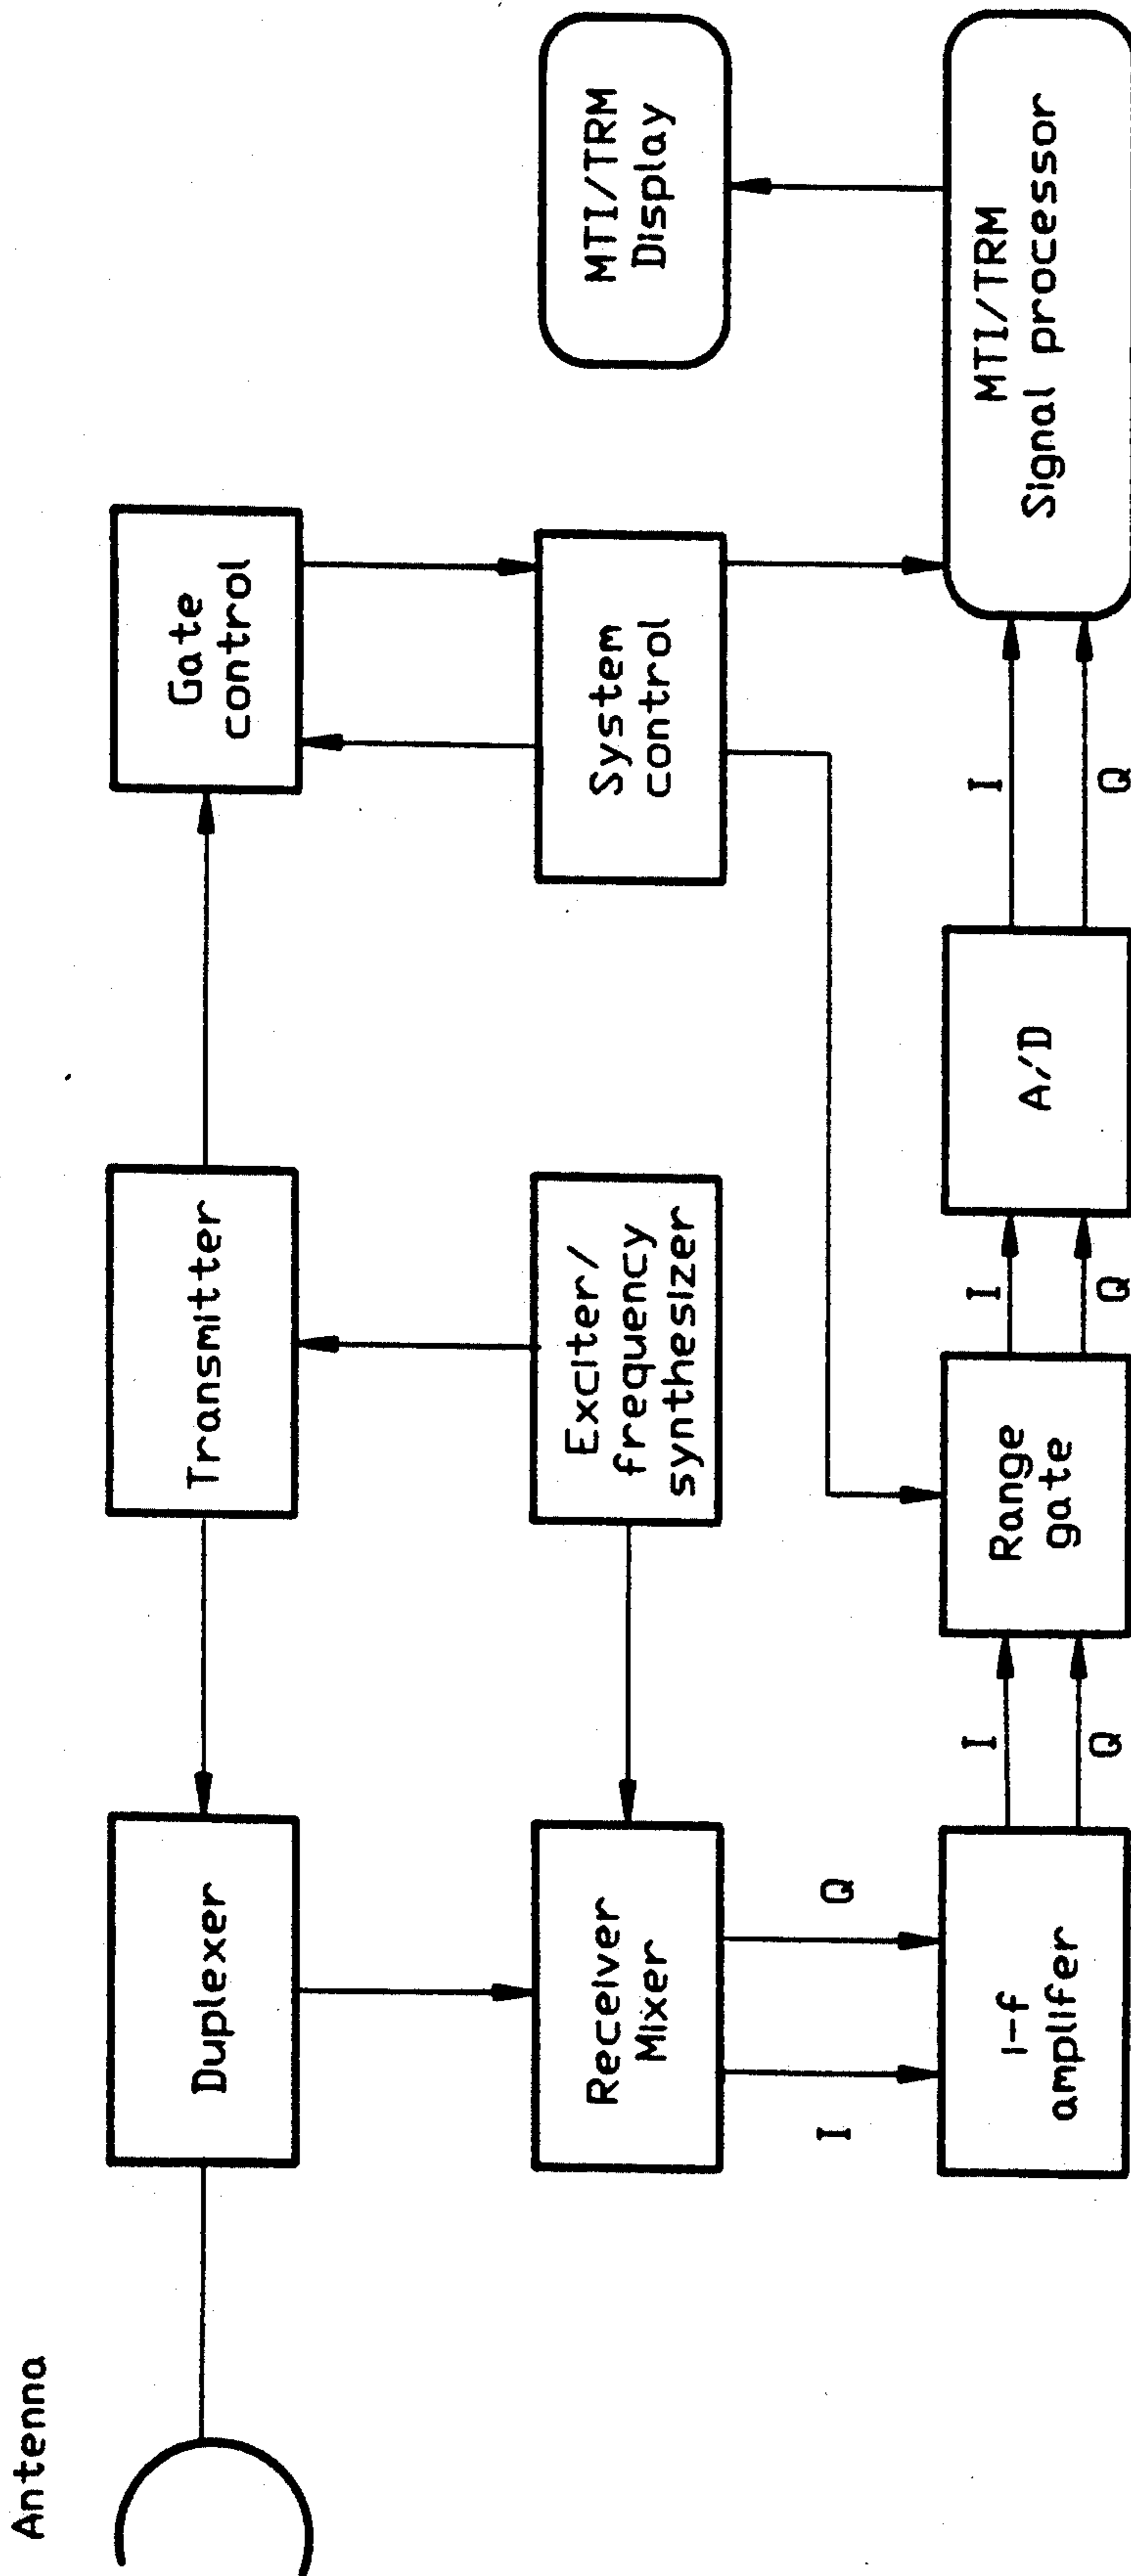 Antenna
Duplexer
Transmitter
Gate
control
Receiver
Mixer
Exciter/
frequency
synthesizer
System
control
MTI/TRM
Display
I
Q
i-f
amplifer
I
Q
Range
gate
I
Q
A/D
I
Q
MTI/TRM
Signal processor